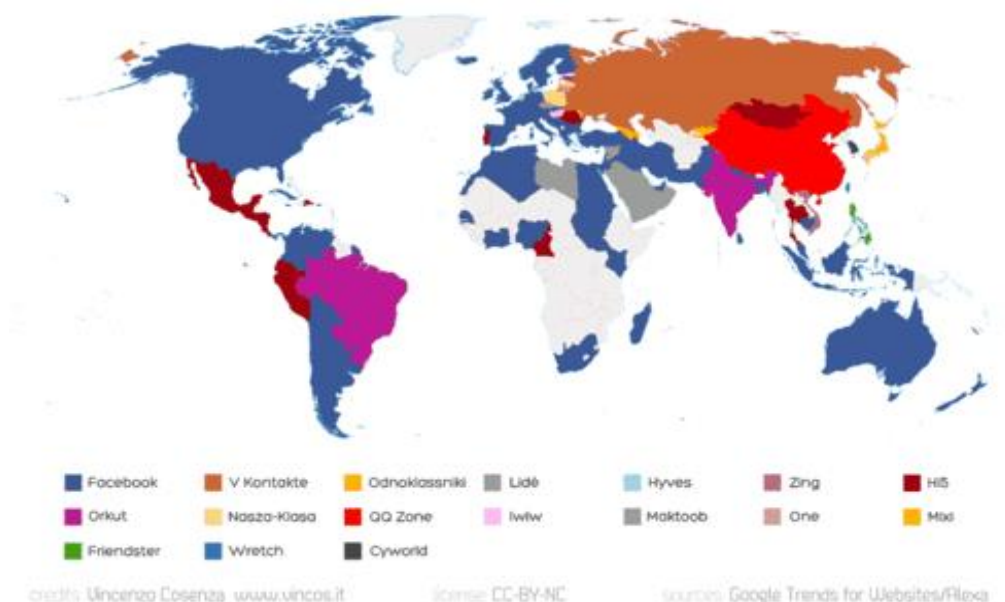 Facebook V Kontakte Odnoklassniki Lidé Hyves Zing Hi5
Orkut Nasza-Klasa QQ Zone Iwiw Maktoob One Mixi
Friendster Wretch Cyworld
credits: Vincenzo Cosenza www.vincos.it license: CC-BY-NC sources: Google Trends for Websites/Alexa